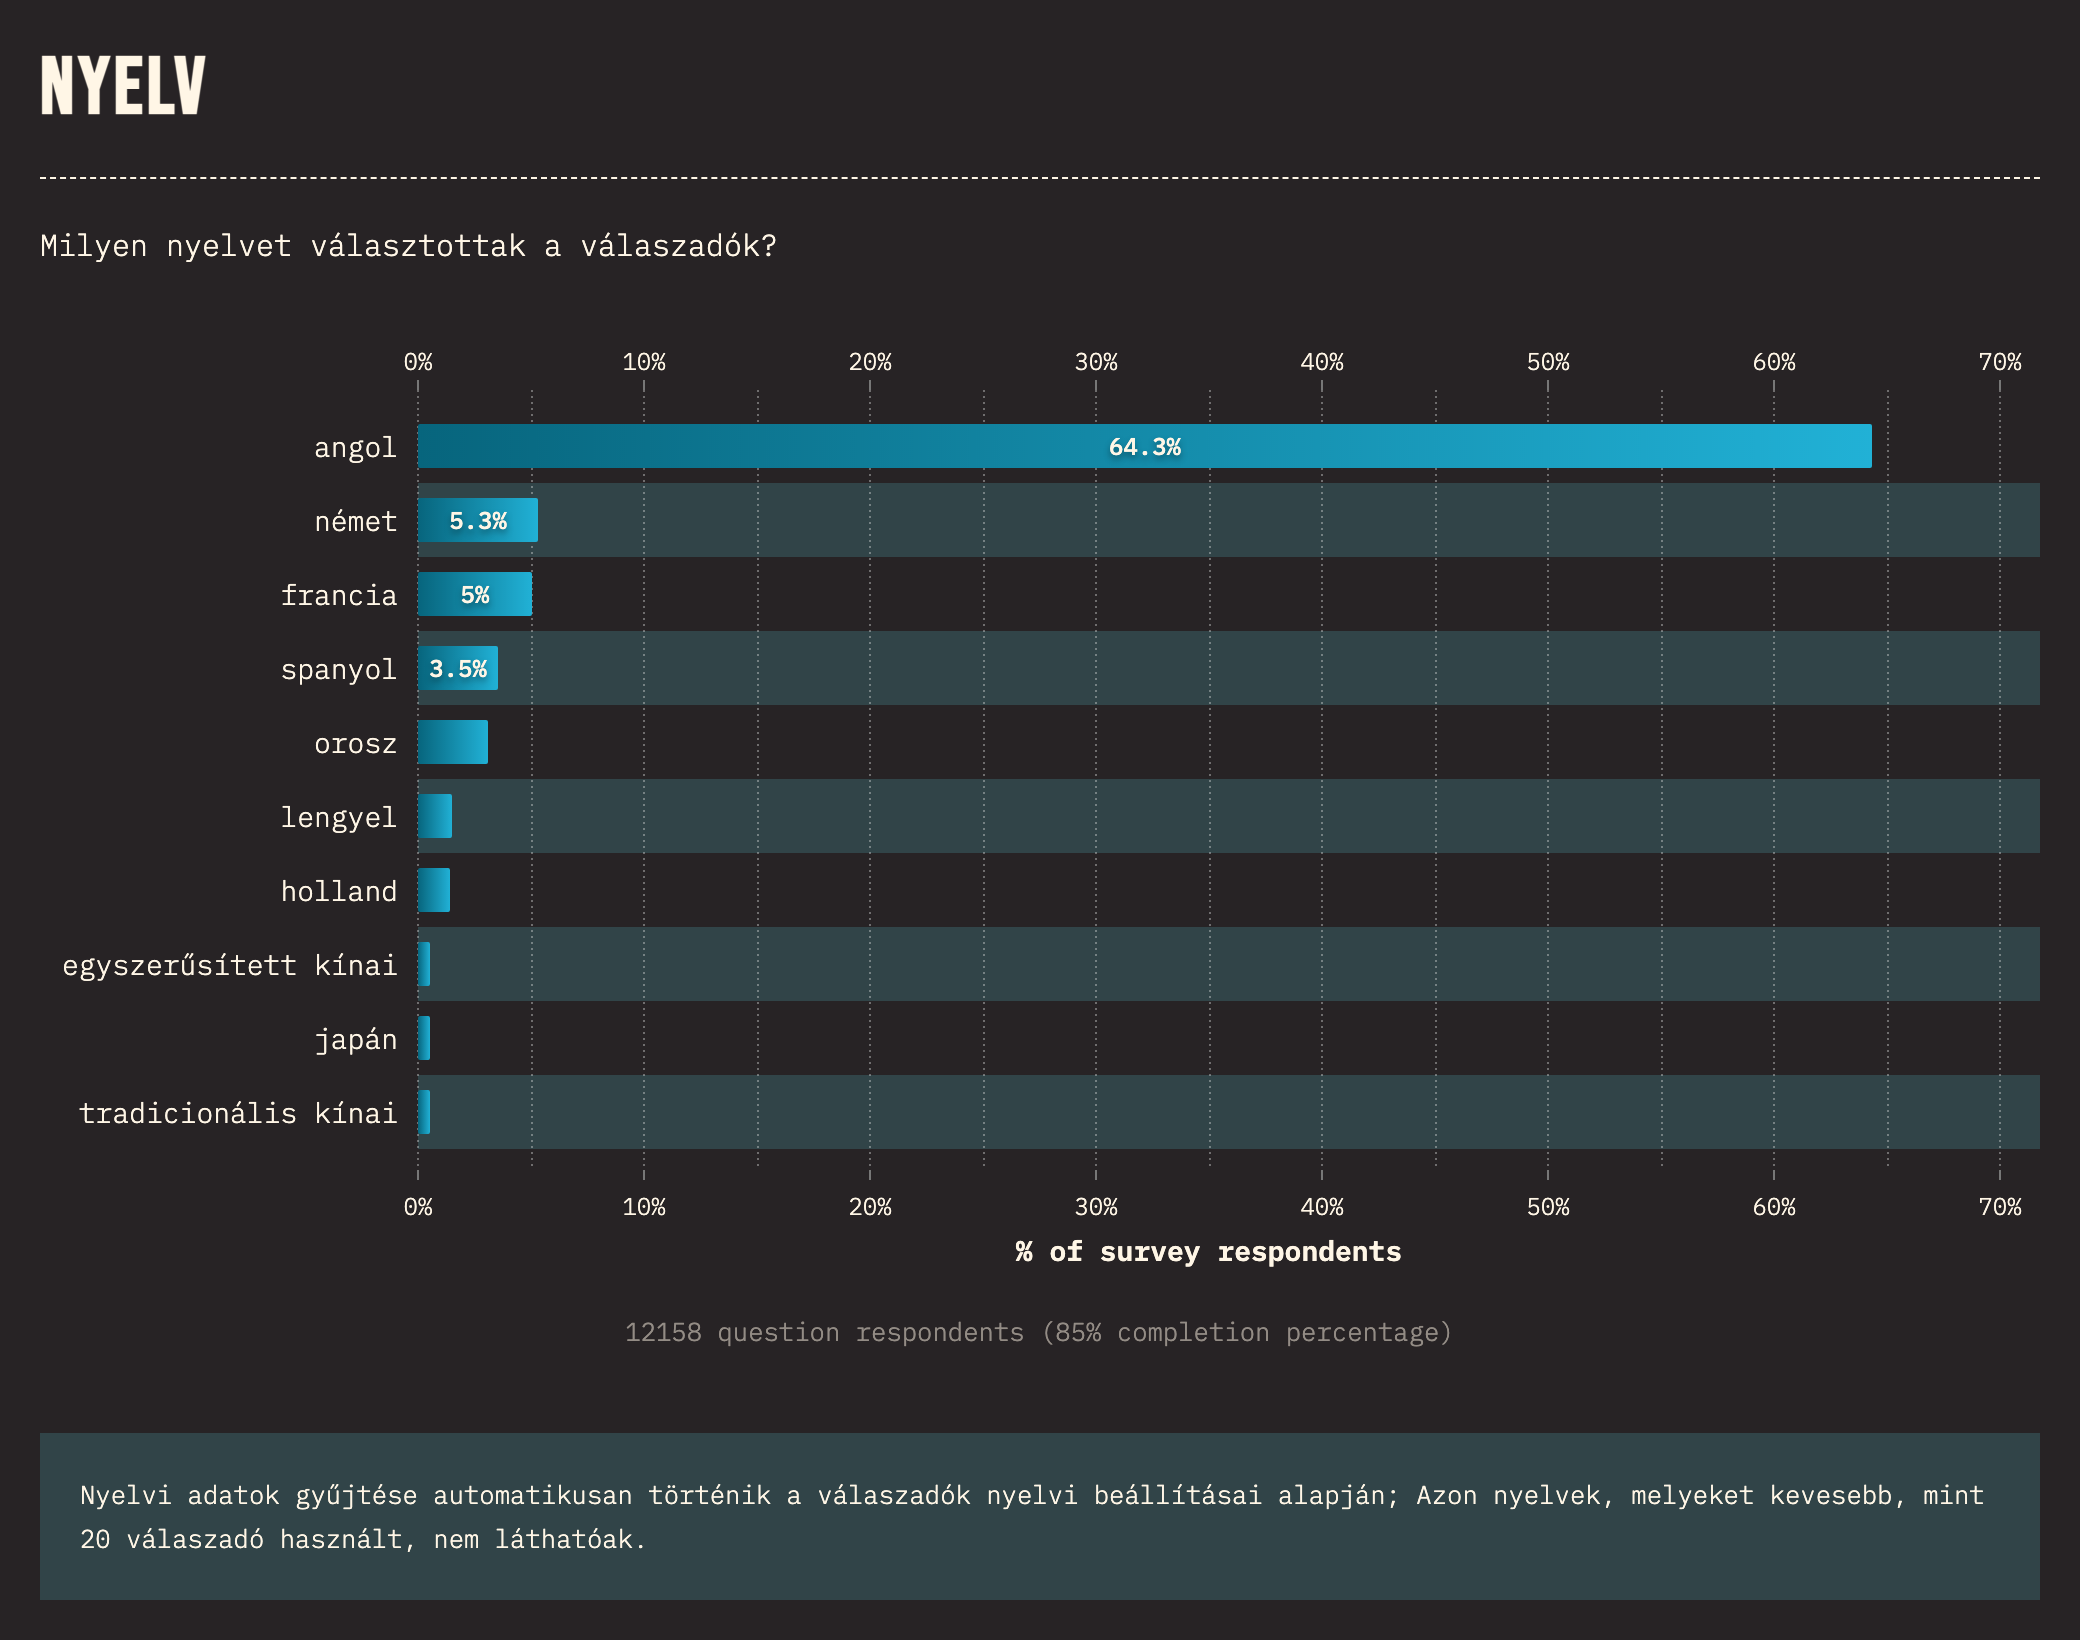 NYELV
Milyen nyelvet választottak a válaszadók?
0% 10% 20% 30% 40% 50% 60% 70%
angol 64.3%
német 5.3%
francia 5%
spanyol 3.5%
orosz
lengyel
holland
egyszerűsített kínai
japán
tradicionális kínai
0% 10% 20% 30% 40% 50% 60% 70%
% of survey respondents
12158 question respondents (85% completion percentage)
Nyelvi adatok gyűjtése automatikusan történik a válaszadók nyelvi beállításai alapján; Azon nyelvek, melyeket kevesebb, mint
20 válaszadó használt, nem láthatóak.